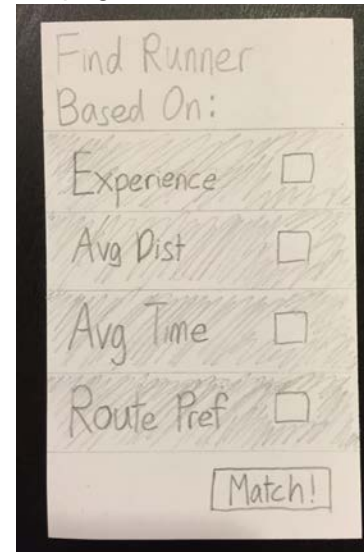 Find Runner
Based On:
Experience
Avg Dist
Avg Time
Route Pref
Match!